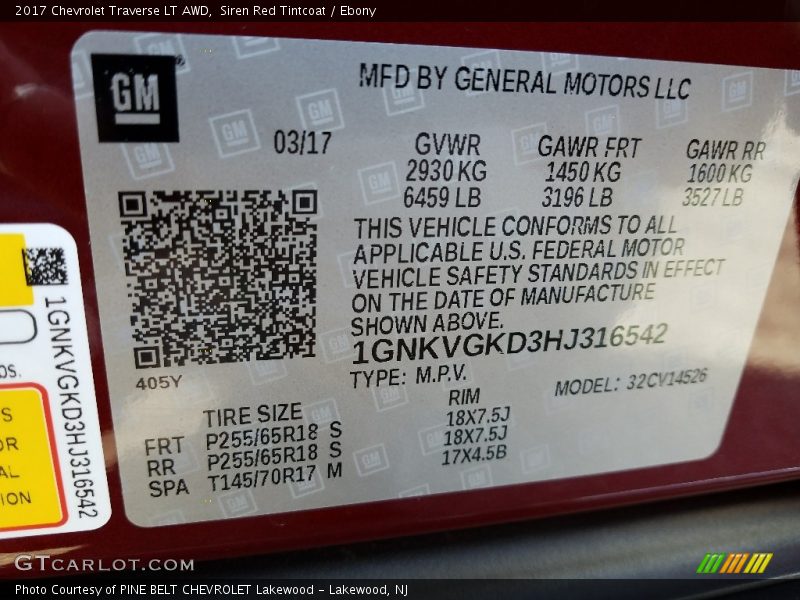 2017 Chevrolet Traverse LT AWD,  Siren Red Tintcoat / Ebony
GM
MFD BY GENERAL MOTORS LLC
03/17
GVWR GAWR FRT GAWR RR
2930 KG 1450 KG 1600 KG
6459 LB 3196 LB 3527 LB
THIS VEHICLE CONFORMS TO ALL
APPLICABLE U.S. FEDERAL MOTOR
VEHICLE SAFETY STANDARDS IN EFFECT
ON THE DATE OF MANUFACTURE
SHOWN ABOVE.
1GNKVGKD3HJ316542
TYPE: M.P.V. MODEL: 32CV14526
405Y
TIRE SIZE RIM
FRT P255/65R18 S 18X7.5J
RR P255/65R18 S 18X7.5J
SPA T145/70R17 M 17X4.5B
1GNKVGKD3HJ316542
OS.
S
OR
AL
ION
GTCARLOT.COM
Photo Courtesy of PINE BELT CHEVROLET Lakewood - Lakewood, NJ